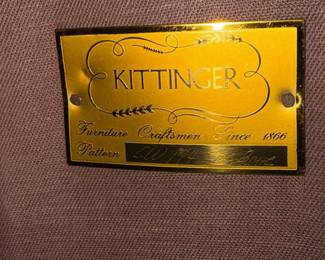 KITTINGER
Furniture Craftsmen Since 1866
Pattern